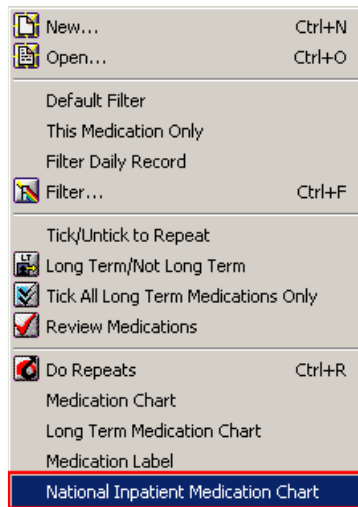 New... Ctrl+N
Open... Ctrl+O
Default Filter
This Medication Only
Filter Daily Record
Filter... Ctrl+F
Tick/Untick to Repeat
LT Long Term/Not Long Term
Tick All Long Term Medications Only
Review Medications
Do Repeats Ctrl+R
Medication Chart
Long Term Medication Chart
Medication Label
National Inpatient Medication Chart